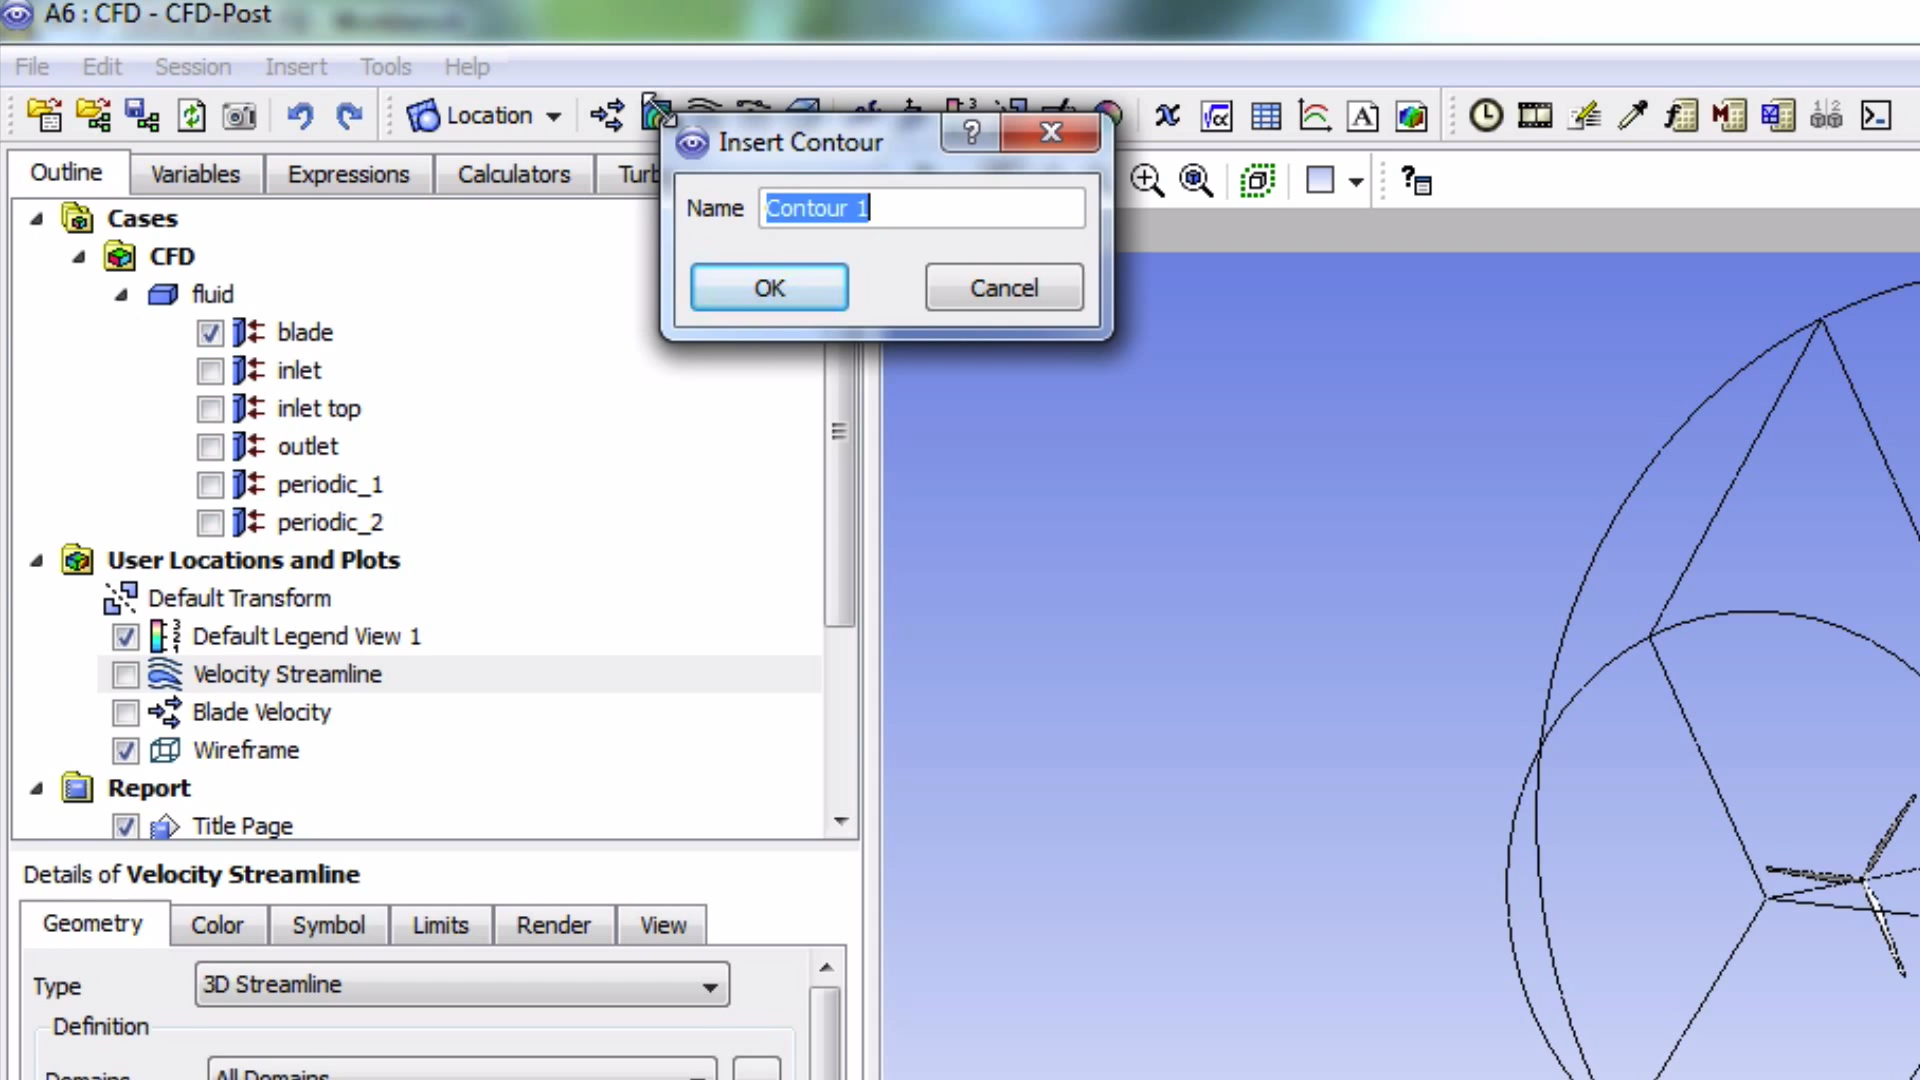 A6 : CFD - CFD-Post
File Edit Session Insert Tools Help
Location
Outline Variables Expressions Calculators Turb
Insert Contour
Name Contour 1
OK Cancel
Cases
CFD
fluid
blade
inlet
inlet top
outlet
periodic_1
periodic_2
User Locations and Plots
Default Transform
Default Legend View 1
Velocity Streamline
Blade Velocity
Wireframe
Report
Title Page
Details of Velocity Streamline
Geometry Color Symbol Limits Render View
Type 3D Streamline
Definition
Domains All Domains